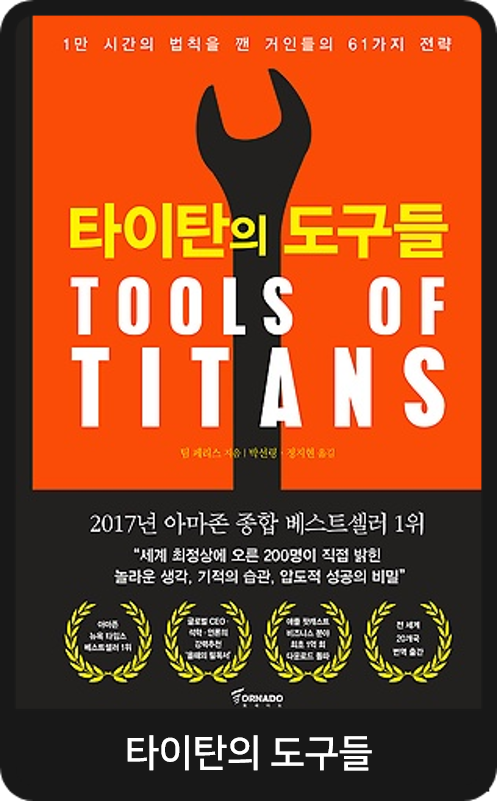 1만 시간의 법칙을 깬 거인들의 61가지 전략
타이탄의 도구들
TOOLS OF
TITANS
팀 페리스 지음 | 박선령·정지현 옮김
2017년 아마존 종합 베스트셀러 1위
“세계 최정상에 오른 200명이 직접 밝힌
놀라운 생각, 기적의 습관, 압도적 성공의 비밀”
아마존
뉴욕 타임스
베스트셀러 1위
글로벌 CEO·
석학·언론의
강력추천
‘올해의 필독서’
애플 팟캐스트
비즈니스 분야
최초 1억 회
다운로드 돌파
전 세계
20개국
번역 출간
TORNADO
토네이도
타이탄의 도구들